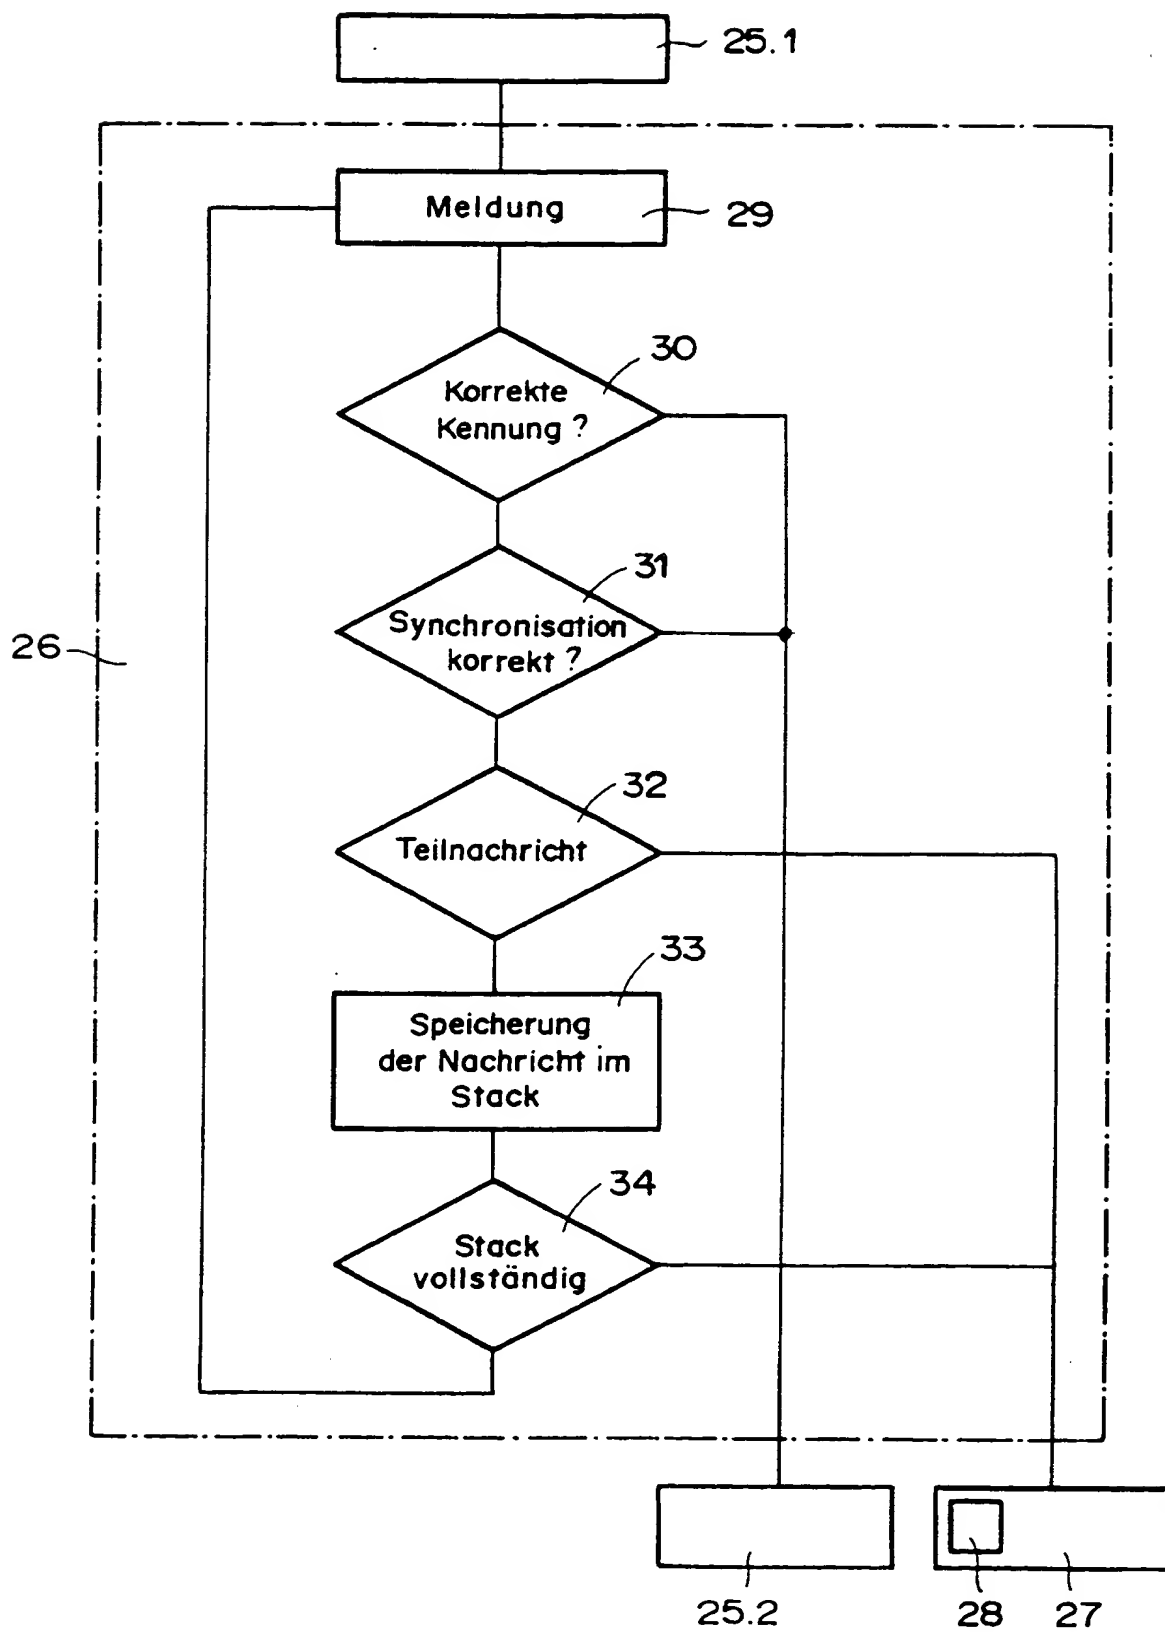 25.1
Meldung
29
30
Korrekte
Kennung ?
31
Synchronisation
korrekt ?
26
32
Teilnachricht
33
Speicherung
der Nachricht im
Stack
34
Stack
vollständig
25.2
28
27